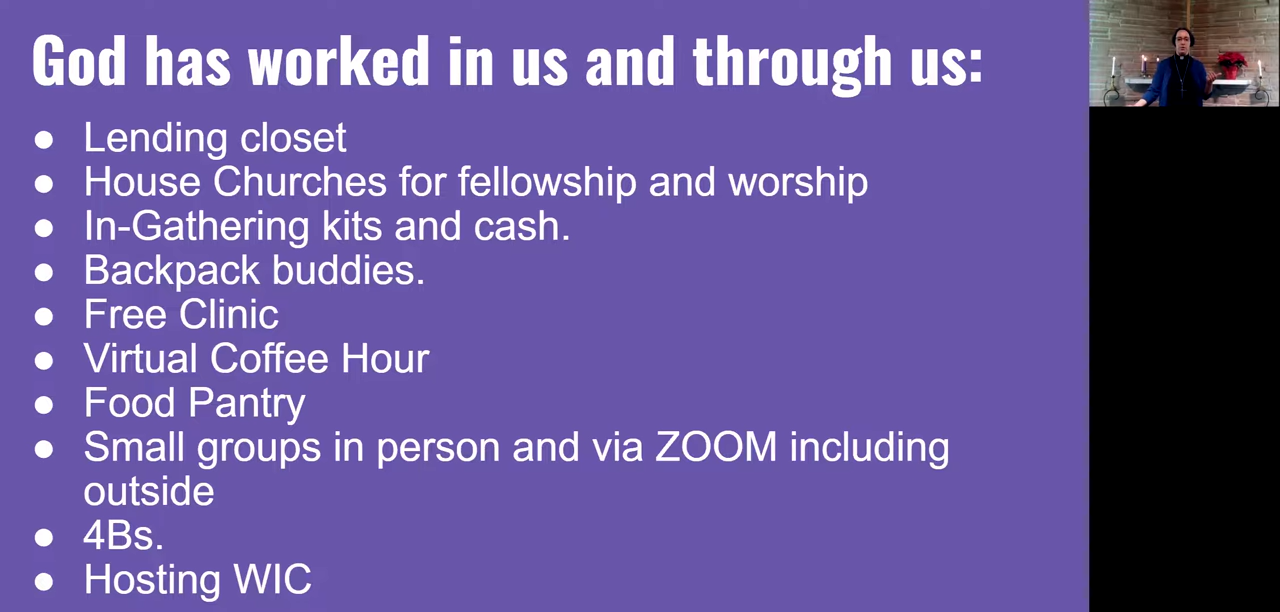 God has worked in us and through us:
● Lending closet
● House Churches for fellowship and worship
● In-Gathering kits and cash.
● Backpack buddies.
● Free Clinic
● Virtual Coffee Hour
● Food Pantry
● Small groups in person and via ZOOM including
outside
● 4Bs.
● Hosting WIC